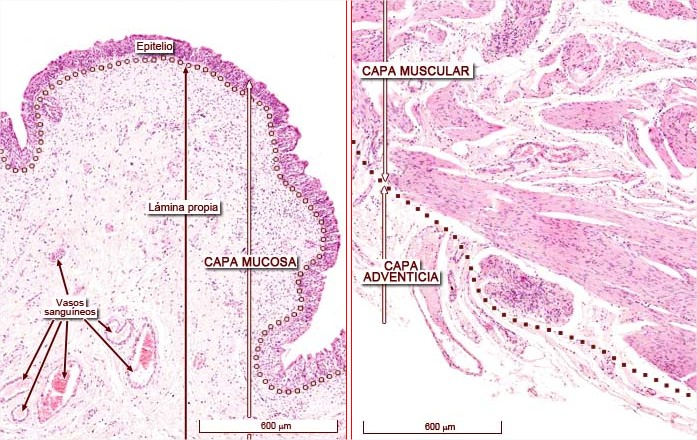 Epitelio
Lámina propia
CAPA MUCOSA
Vasos
sanguíneos
600 µm
CAPA MUSCULAR
CAPA
ADVENTICIA
600 µm